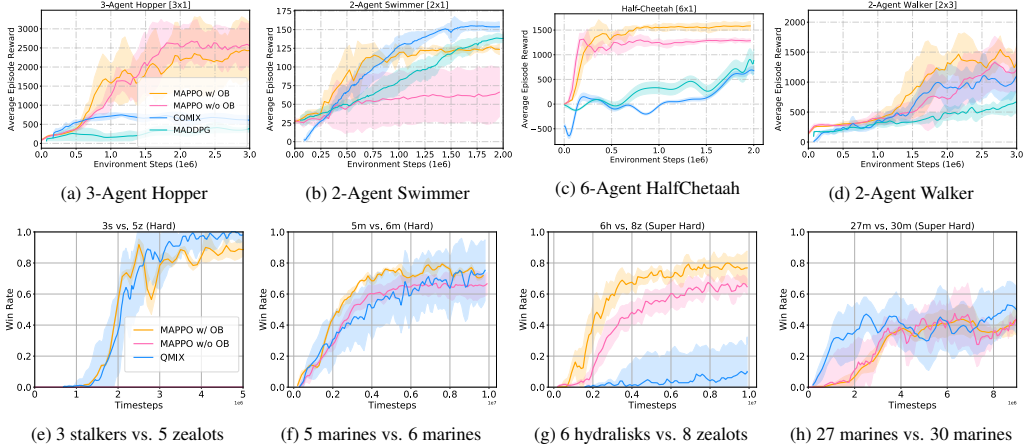 3-Agent Hopper [3x1]
Average Episode Reward
3000
2500
2000
1500
1000
500
0
MAPPO w/ OB
MAPPO w/o OB
COMIX
MADDPG
0.0 0.5 1.0 1.5 2.0 2.5 3.0
Environment Steps (1e6)
(a) 3-Agent Hopper
2-Agent Swimmer [2x1]
Average Episode Reward
175
150
125
100
75
50
25
0
0.00 0.25 0.50 0.75 1.00 1.25 1.50 1.75 2.00
Environment Steps (1e6)
(b) 2-Agent Swimmer
Half-Cheetah [6x1]
Average Episode Reward
1500
1000
500
0
−500
0.0 0.5 1.0 1.5 2.0
Environment Steps (1e6)
(c) 6-Agent HalfChetaah
2-Agent Walker [2x3]
Average Episode Reward
2000
1500
1000
500
0
0.0 0.5 1.0 1.5 2.0 2.5 3.0
Environment Steps (1e6)
(d) 2-Agent Walker
3s vs, 5z (Hard)
Win Rate
1.0
0.8
0.6
0.4
0.2
0.0
MAPPO w/ OB
MAPPO w/o OB
QMIX
0 1 2 3 4 5
Timesteps
1e6
(e) 3 stalkers vs. 5 zealots
5m vs, 6m (Hard)
Win Rate
1.0
0.8
0.6
0.4
0.2
0.0
0.0 0.2 0.4 0.6 0.8 1.0
Timesteps
1e7
(f) 5 marines vs. 6 marines
6h vs, 8z (Super Hard)
Win Rate
1.0
0.8
0.6
0.4
0.2
0.0
0.0 0.2 0.4 0.6 0.8 1.0
Timesteps
1e7
(g) 6 hydralisks vs. 8 zealots
27m vs, 30m (Super Hard)
Win Rate
1.0
0.8
0.6
0.4
0.2
0.0
0 2 4 6 8
Timesteps
1e6
(h) 27 marines vs. 30 marines